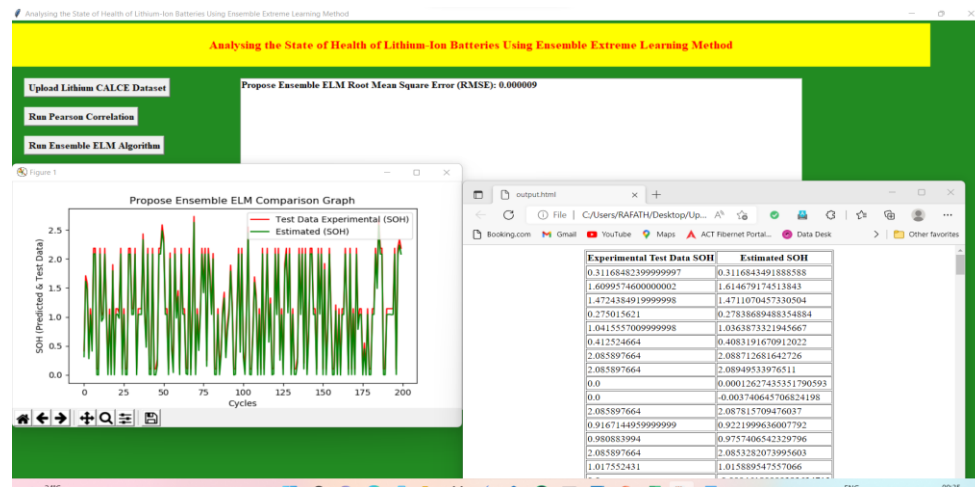 Analysing the State of Health of Lithium-Ion Batteries Using Ensemble Extreme Learning Method
Analysing the State of Health of Lithium-Ion Batteries Using Ensemble Extreme Learning Method
Upload Lithium CALCE Dataset
Run Pearson Correlation
Run Ensemble ELM Algorithm
Propose Ensemble ELM Root Mean Square Error (RMSE): 0.000009
Figure 1
Propose Ensemble ELM Comparison Graph
Test Data Experimental (SOH)
Estimated (SOH)
SOH (Predicted & Test Data)
2.5
2.0
1.5
1.0
0.5
0.0
0 25 50 75 100 125 150 175 200
Cycles
output.html
File C:/Users/RAFATH/Desktop/Up...
Booking.com Gmail YouTube Maps ACT Fibernet Portal... Data Desk Other favorites
Experimental Test Data SOH Estimated SOH
0.31168482399999997 0.3116843491888588
1.6099574600000002 1.614679174513843
1.4724384919999998 1.4711070457330504
0.275015621 0.27838689488354884
1.0415557009999998 1.0363873321945667
0.412524664 0.4083191670912022
2.085897664 2.088712681642726
2.085897664 2.08949533976511
0.0 0.00012627435351790593
0.0 -0.003740645706824198
2.085897664 2.087815709476037
0.9167144959999999 0.9221999636007792
0.980883994 0.9757406542329796
2.085897664 2.0853282073995603
1.017552431 1.015889547557066